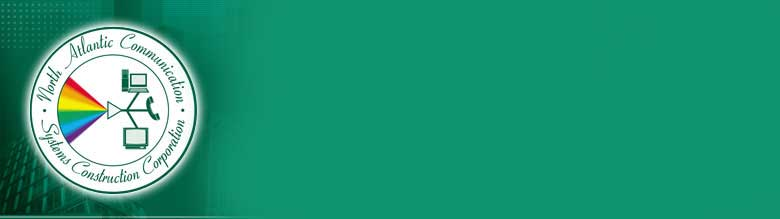 North Atlantic Communication
Systems Construction Corporation